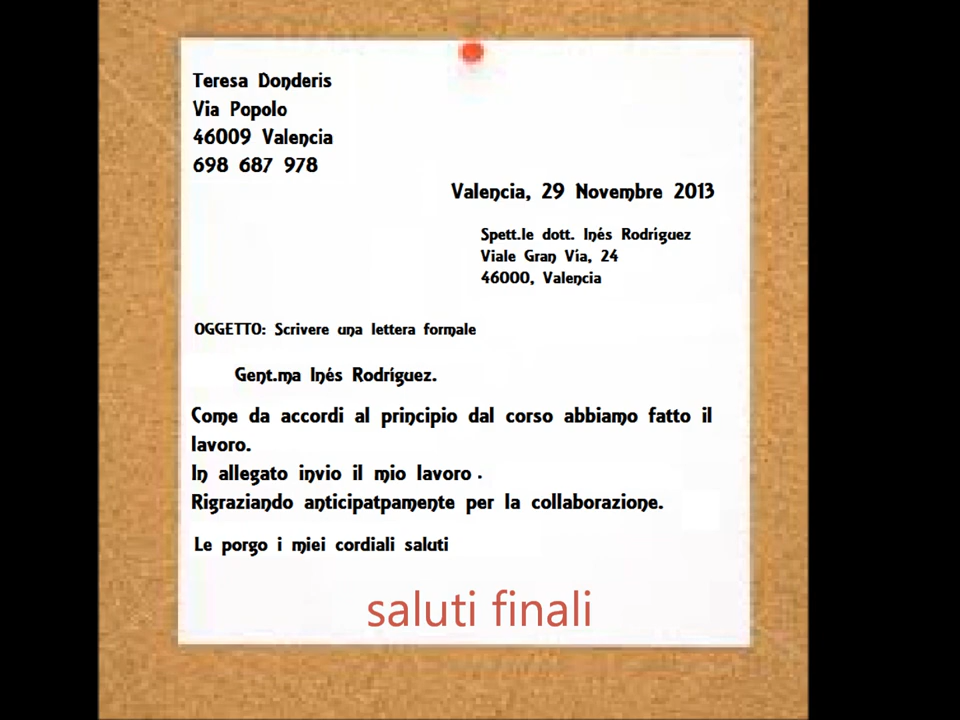 Teresa Donderis
Via Popolo
46009 Valencia
698 687 978
Valencia, 29 Novembre 2013
Spett.le dott. Inés Rodríguez
Viale Gran Vía, 24
46000, Valencia
OGGETTO: Scrivere una lettera formale
Gent.ma Inés Rodríguez.
Come da accordi al principio dal corso abbiamo fatto il
lavoro.
In allegato invio il mio lavoro .
Rigraziando anticipatpamente per la collaborazione.
Le porgo i miei cordiali saluti
saluti finali